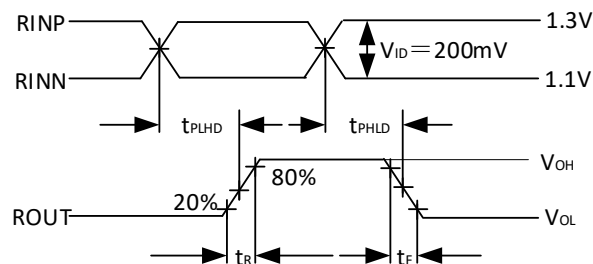 RINP
1.3V
VID＝200mV
RINN
1.1V
tPLHD
tPHLD
80%
VOH
20%
ROUT
VOL
tR
tF